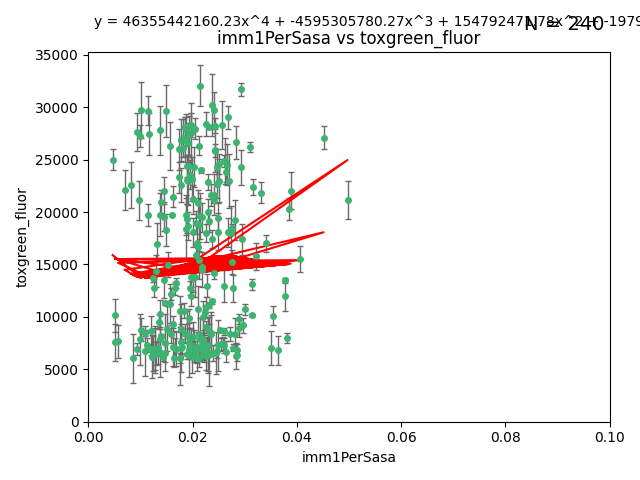 y = 46355442160.23x^4 + -4595305780.27x^3 + 
N = 240
imm1PerSasa vs toxgreen_fluor
35000
30000
25000
20000
15000
10000
5000
0
toxgreen_fluor
0.00 0.02 0.04 0.06 0.08 0.10
imm1PerSasa